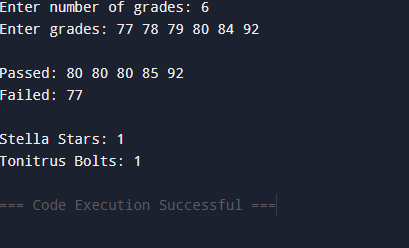 Enter number of grades: 6
Enter grades: 77 78 79 80 84 92
Passed: 80 80 80 85 92
Failed: 77
Stella Stars: 1
Tonitrus Bolts: 1
=== Code Execution Successful ===